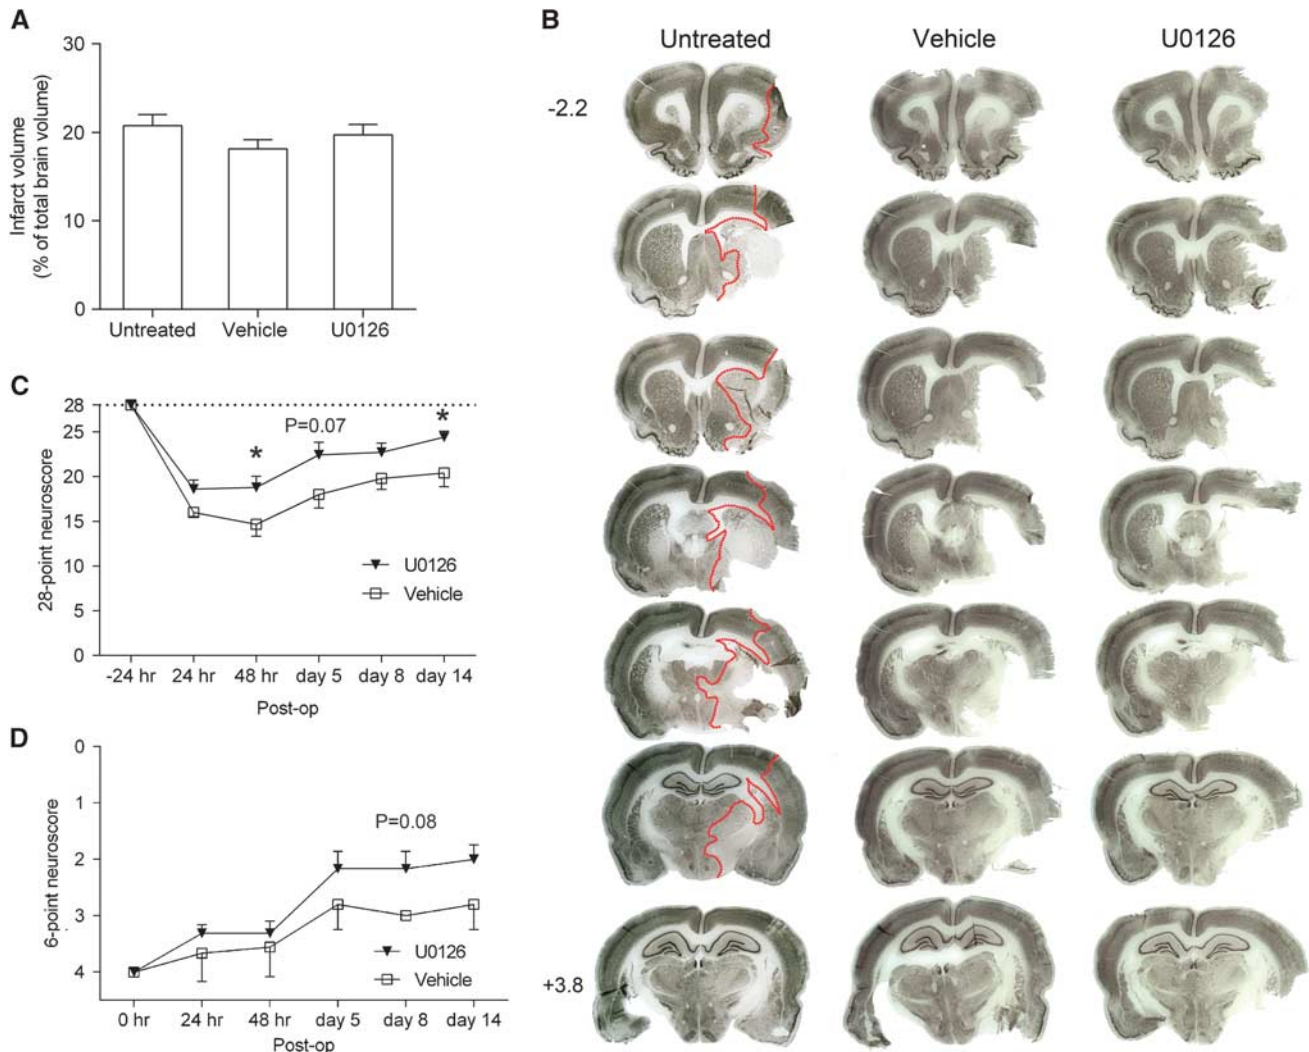 A
30
20
10
0
Infarct volume
(% of total brain volume)
Untreated Vehicle U0126
B
Untreated Vehicle U0126
-2.2
+3.8
C
28
25
20
15
10
5
0
28-point neuroscore
*
P=0.07
*
U0126
Vehicle
-24 hr 24 hr 48 hr day 5 day 8 day 14
Post-op
D
0
1
2
3
4
6-point neuroscore
P=0.08
U0126
Vehicle
0 hr 24 hr 48 hr day 5 day 8 day 14
Post-op